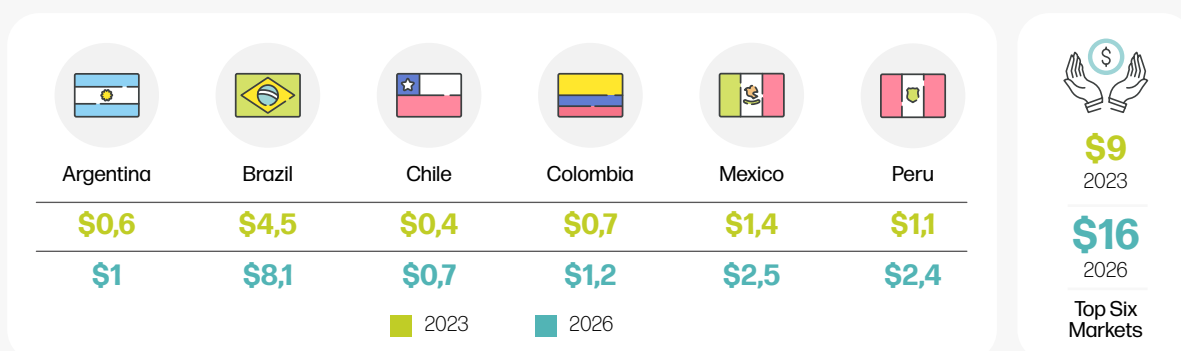 Argentina Brazil Chile Colombia Mexico Peru
$0,6 $4,5 $0,4 $0,7 $1,4 $1,1
$1 $8,1 $0,7 $1,2 $2,5 $2,4
2023 2026
$
$9
2023
$16
2026
Top Six
Markets